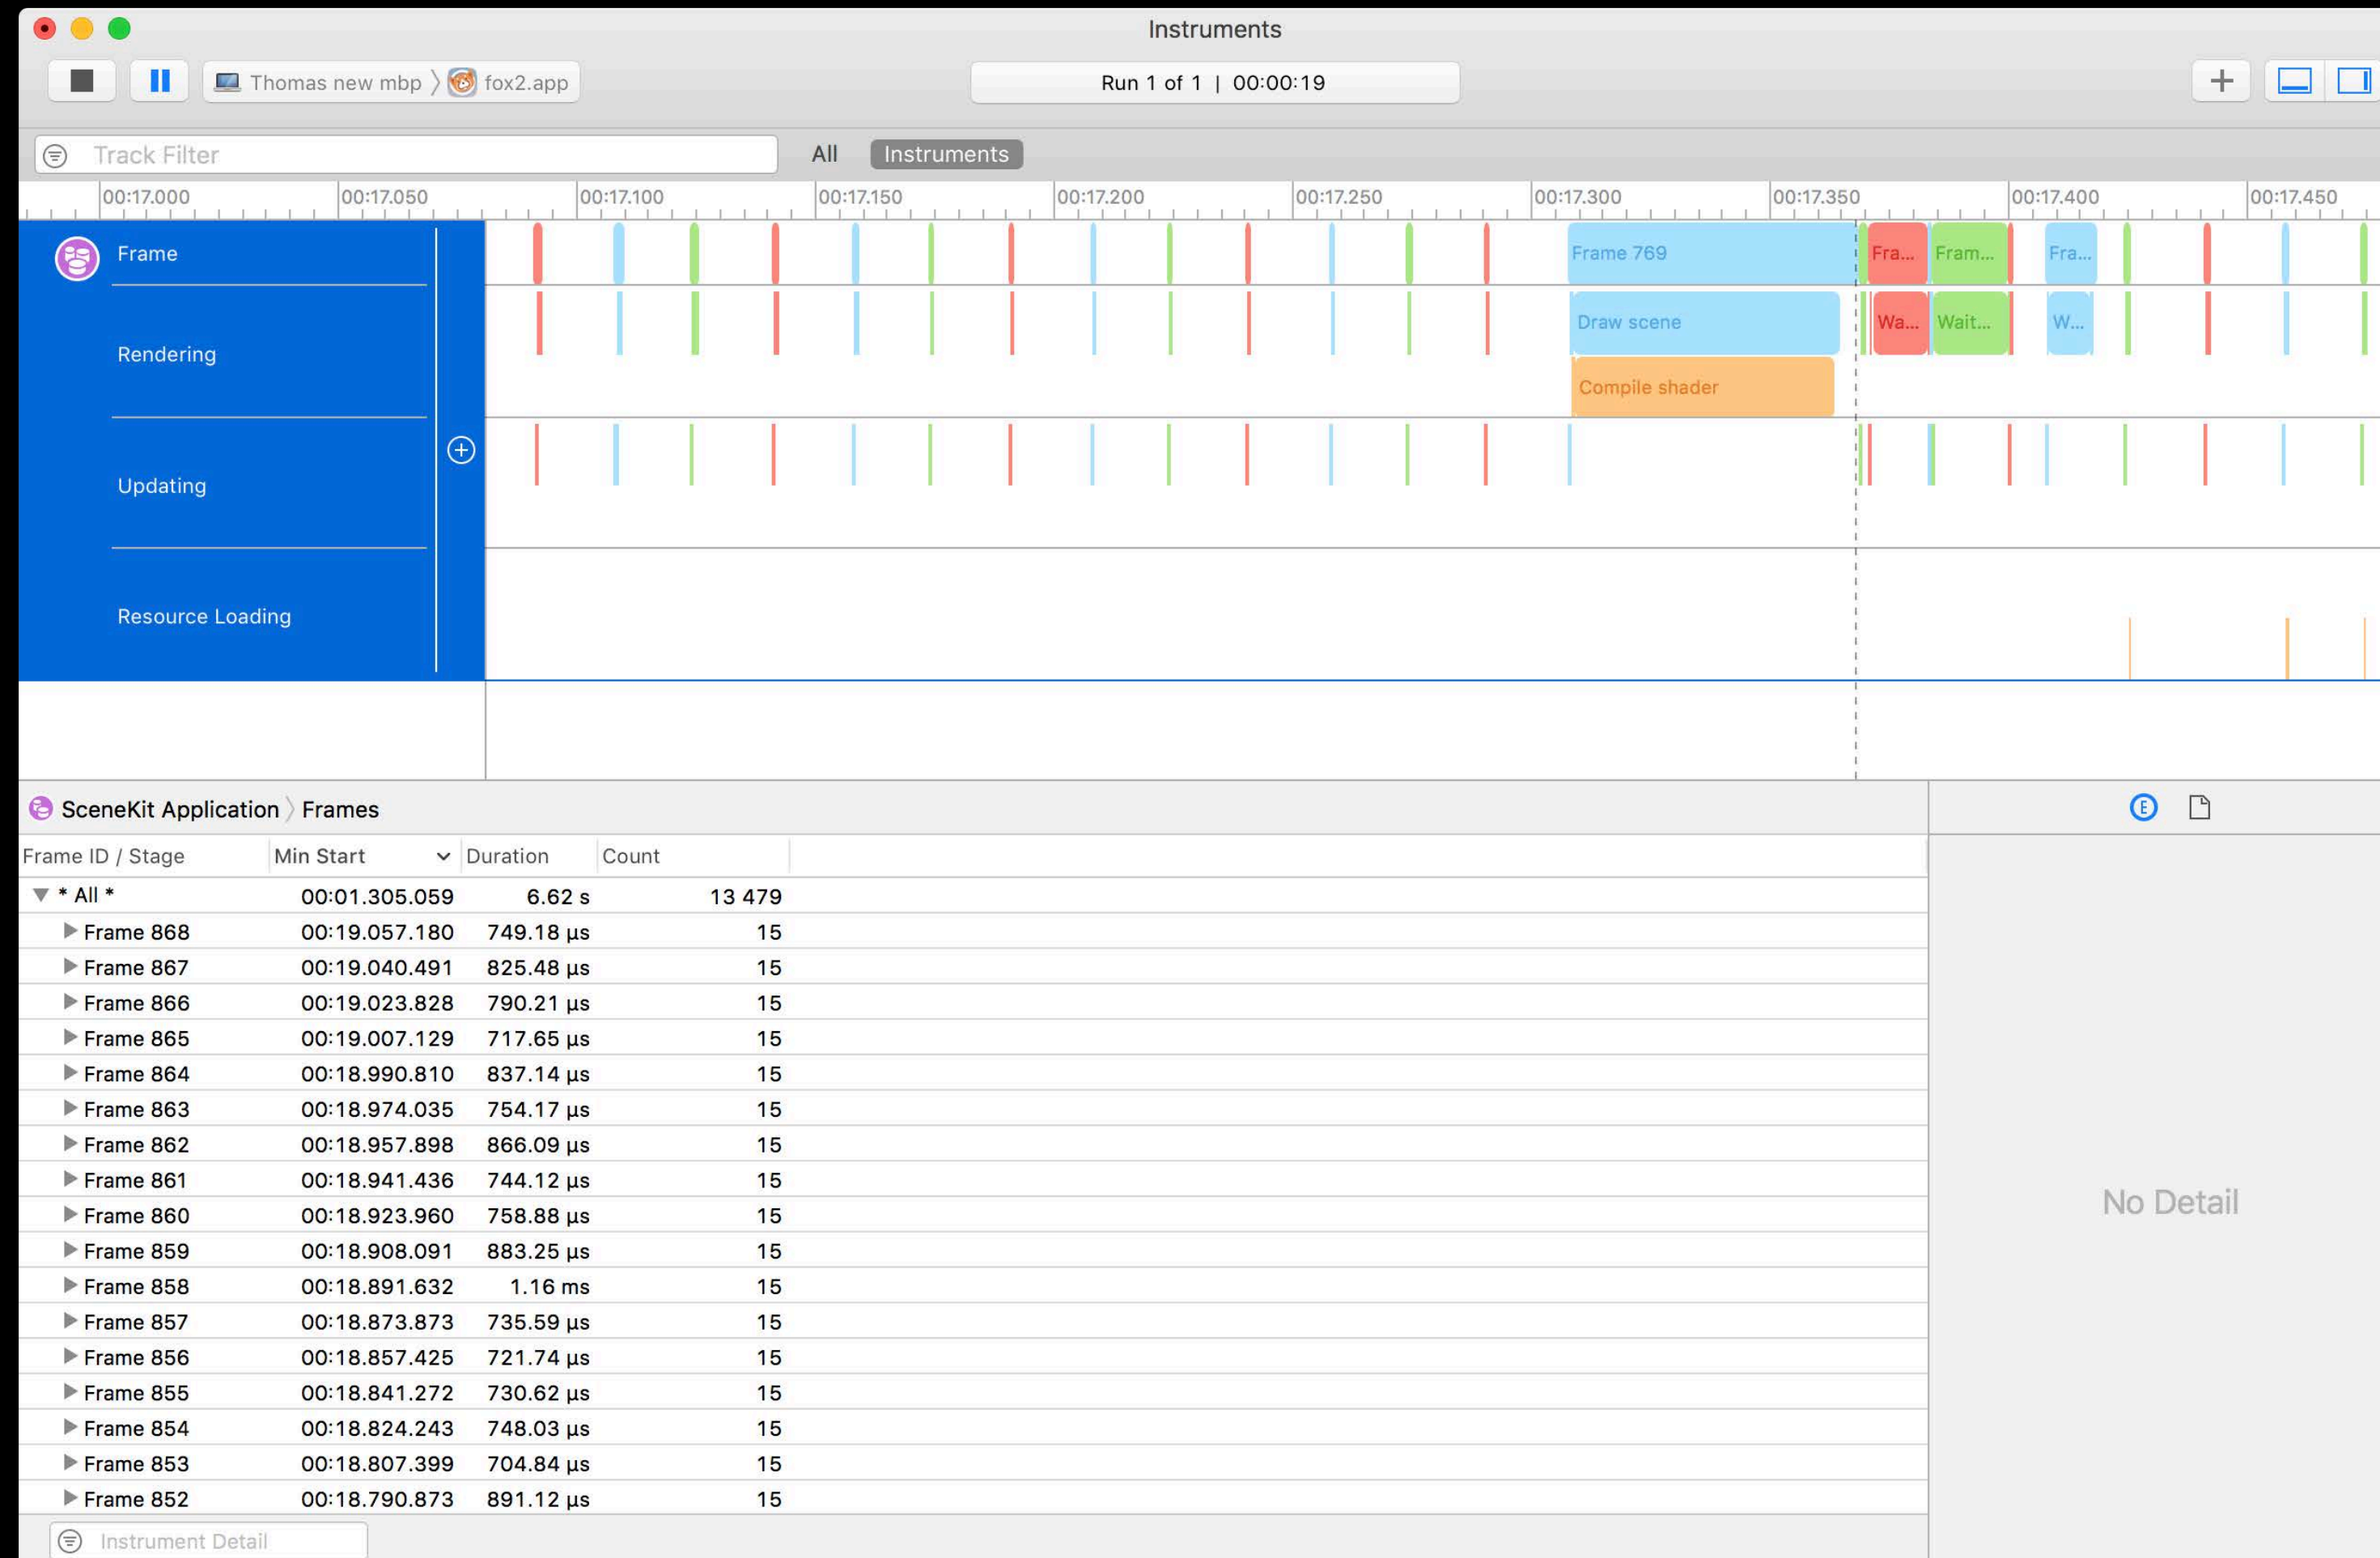 Instruments
Thomas new mbp 〉 fox2.app
Run 1 of 1 | 00:00:19
Track Filter
All
Instruments
00:17.000 00:17.050 00:17.100 00:17.150 00:17.200 00:17.250 00:17.300 00:17.350 00:17.400 00:17.450
Frame
Frame 769
Fra...
Fram...
Fra...
Rendering
Draw scene
Wa...
Wait...
W...
Compile shader
Updating
Resource Loading
SceneKit Application 〉 Frames
E
Frame ID / Stage Min Start Duration Count
* All * 00:01.305.059 6.62 s 13 479
Frame 868 00:19.057.180 749.18 µs 15
Frame 867 00:19.040.491 825.48 µs 15
Frame 866 00:19.023.828 790.21 µs 15
Frame 865 00:19.007.129 717.65 µs 15
Frame 864 00:18.990.810 837.14 µs 15
Frame 863 00:18.974.035 754.17 µs 15
Frame 862 00:18.957.898 866.09 µs 15
Frame 861 00:18.941.436 744.12 µs 15
Frame 860 00:18.923.960 758.88 µs 15
Frame 859 00:18.908.091 883.25 µs 15
Frame 858 00:18.891.632 1.16 ms 15
Frame 857 00:18.873.873 735.59 µs 15
Frame 856 00:18.857.425 721.74 µs 15
Frame 855 00:18.841.272 730.62 µs 15
Frame 854 00:18.824.243 748.03 µs 15
Frame 853 00:18.807.399 704.84 µs 15
Frame 852 00:18.790.873 891.12 µs 15
No Detail
Instrument Detail